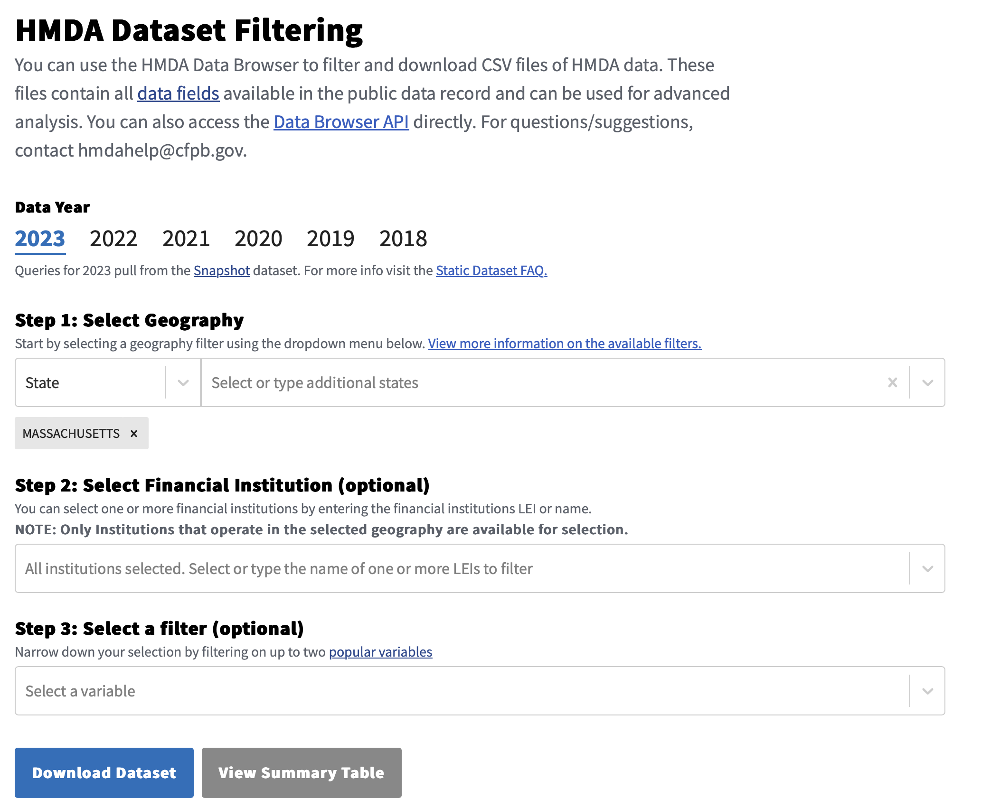 HMDA Dataset Filtering
You can use the HMDA Data Browser to filter and download CSV files of HMDA data. These
files contain all data fields available in the public data record and can be used for advanced
analysis. You can also access the Data Browser API directly. For questions/suggestions,
contact hmdahelp@cfpb.gov.
Data Year
2023 2022 2021 2020 2019 2018
Queries for 2023 pull from the Snapshot dataset. For more info visit the Static Dataset FAQ.
Step 1: Select Geography
Start by selecting a geography filter using the dropdown menu below. View more information on the available filters.
State Select or type additional states
MASSACHUSETTS
Step 2: Select Financial Institution (optional)
You can select one or more financial institutions by entering the financial institutions LEI or name.
NOTE: Only Institutions that operate in the selected geography are available for selection.
All institutions selected. Select or type the name of one or more LEIs to filter
Step 3: Select a filter (optional)
Narrow down your selection by filtering on up to two popular variables
Select a variable
Download Dataset View Summary Table